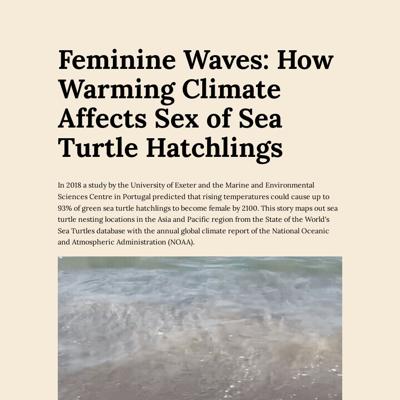 Feminine Waves: How
Warming Climate
Affects Sex of Sea
Turtle Hatchlings
In 2018 a study by the University of Exeter and the Marine and Environmental
Sciences Centre in Portugal predicted that rising temperatures could cause up to
93% of green sea turtle hatchlings to become female by 2100. This story maps out sea
turtle nesting locations in the Asia and Pacific region from the State of the World's
Sea Turtles database with the annual global climate report of the National Oceanic
and Atmospheric Administration (NOAA).